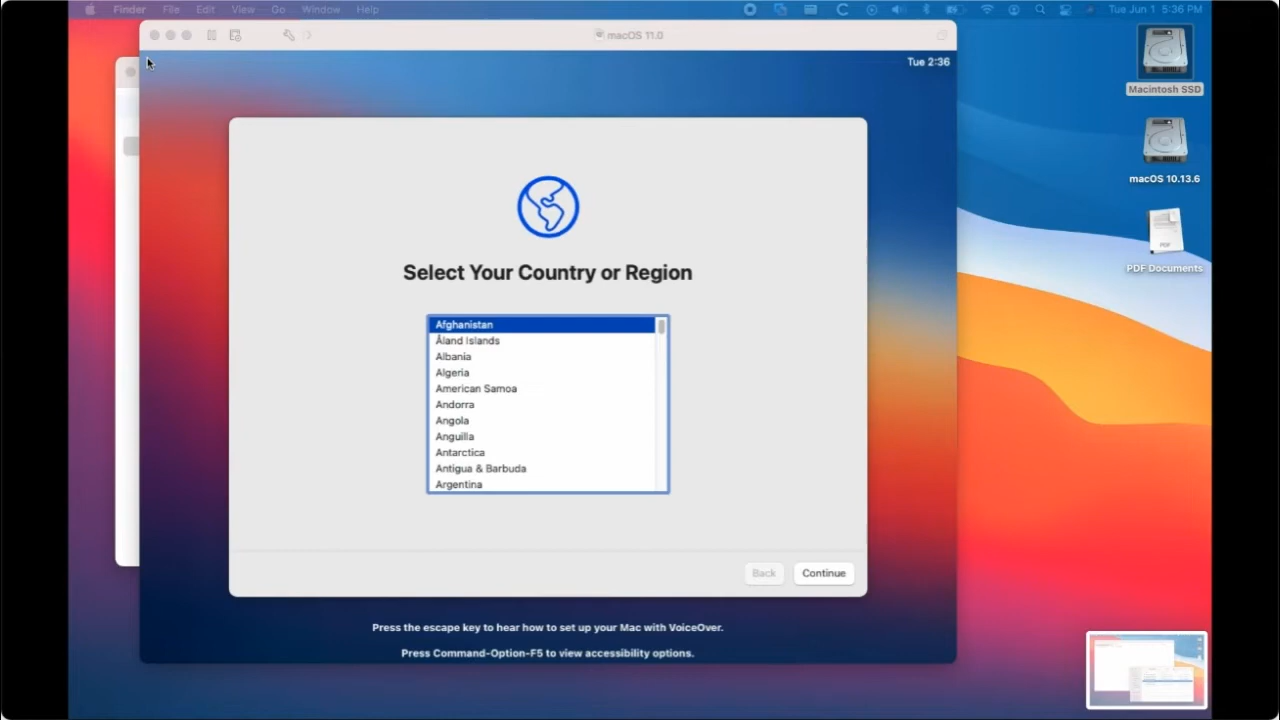 Finder File Edit View Go Window Help Tue Jun 1 5:36 PM
macOS 11.0
Tue 2:36
Macintosh SSD
macOS 10.13.6
PDF
PDF Documents
Select Your Country or Region
Afghanistan
Åland Islands
Albania
Algeria
American Samoa
Andorra
Angola
Anguilla
Antarctica
Antigua & Barbuda
Argentina
Back Continue
Press the escape key to hear how to set up your Mac with VoiceOver.
Press Command-Option-F5 to view accessibility options.